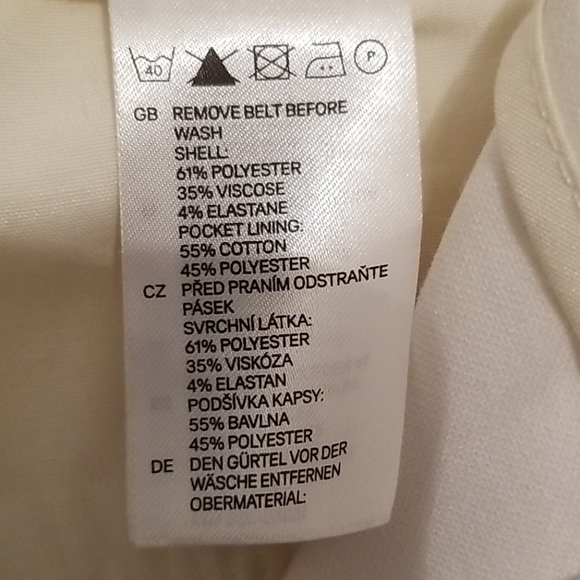 40 P
GB REMOVE BELT BEFORE
WASH
SHELL:
61% POLYESTER
35% VISCOSE
4% ELASTANE
POCKET LINING:
55% COTTON
45% POLYESTER
CZ PŘED PRANÍM ODSTRAŇTE
PÁSEK
SVRCHNÍ LÁTKA:
61% POLYESTER
35% VISKÓZA
4% ELASTAN
PODŠÍVKA KAPSY:
55% BAVLNA
45% POLYESTER
DE DEN GÜRTEL VOR DER
WÄSCHE ENTFERNEN
OBERMATERIAL: